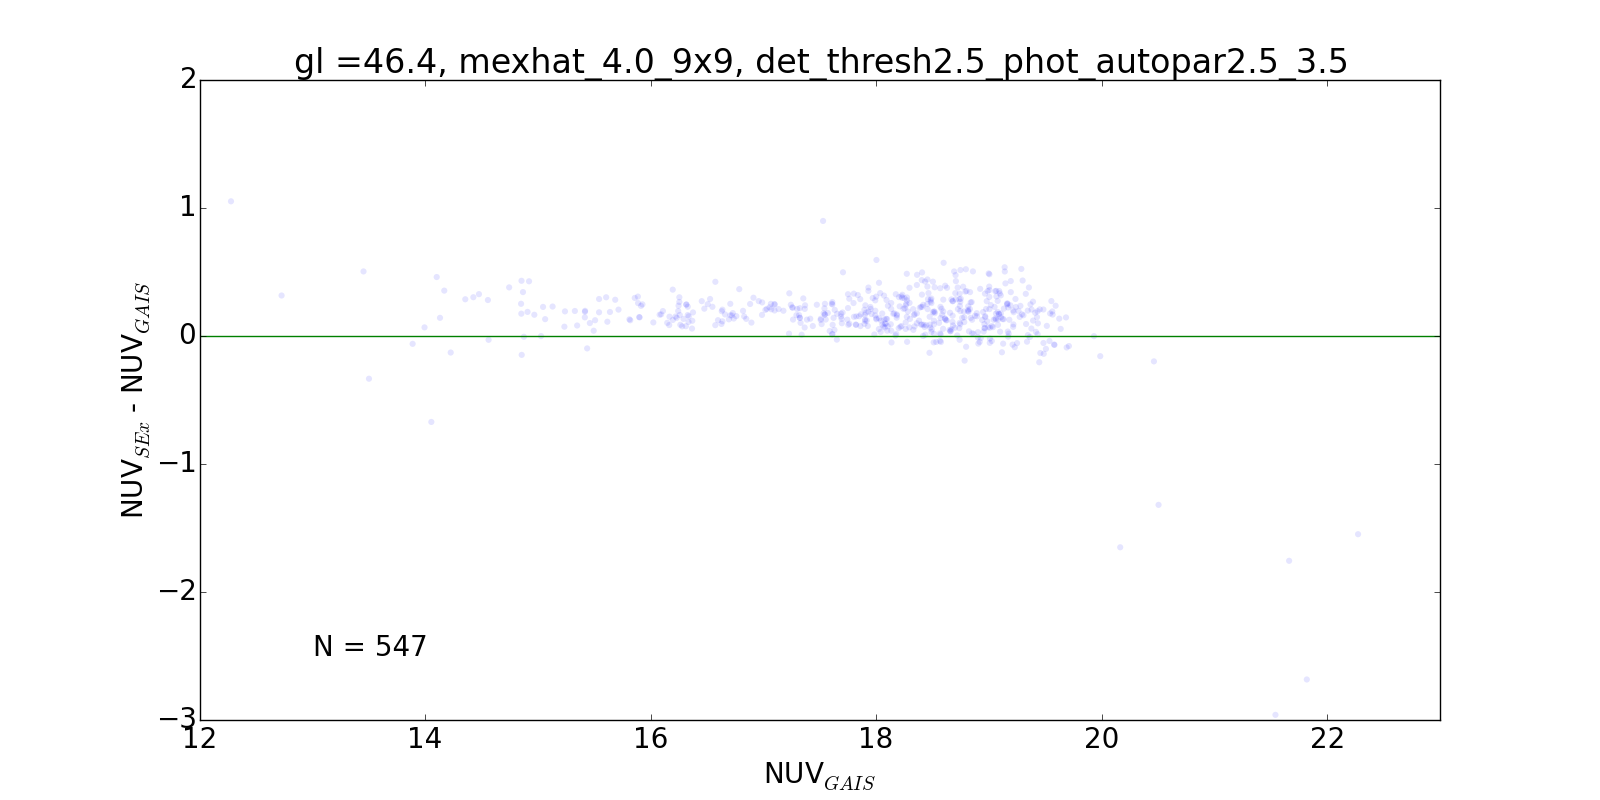 gl =46.4, mexhat_4.0_9x9, det_thresh2.5_phot_autopar2.5_3.5
2
1
0
−1
−2
−3
NUV_SEx - NUV_GAIS
N = 547
12 14 16 18 20 22
NUV_GAIS